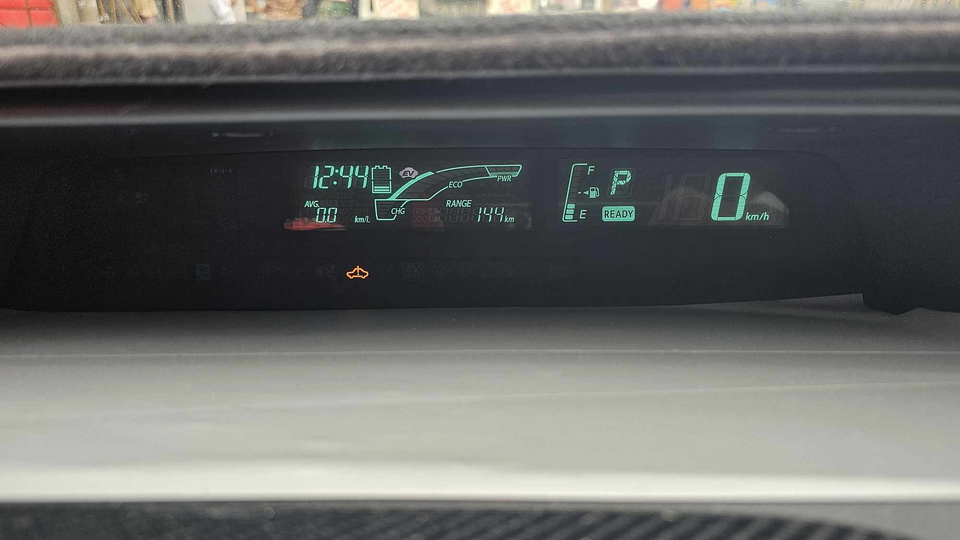 12:44
EV
ECO
PWR
AVG.
0.0 km/L
CHG
RANGE
144 km
F
E
P
READY
0 km/h